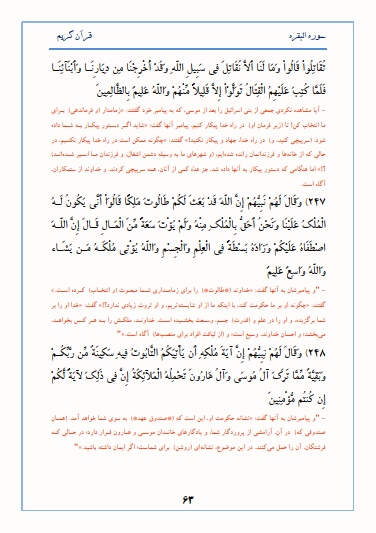 سوره البقره
قرآن کریم
تُقَاتِلُواْ قَالُواْ وَمَا لَنَا أَلاَّ نُقَاتِلَ فِي سَبِيلِ اللّهِ وَقَدْ أُخْرِجْنَا مِن دِيَارِنَا وَأَبْنَآئِنَا
فَلَمَّا كُتِبَ عَلَيْهِمُ الْقِتَالُ تَوَلَّوْاْ إِلاَّ قَلِيلاً مِّنْهُمْ وَاللّهُ عَلِيمٌ بِالظَّالِمِينَ
- آیا مشاهده نکردی جمعی از بنی اسرائیل را بعد از موسی، که به پیامبر خود گفتند: «زمامدار (و فرماندهی) برای
ما انتخاب کن! تا (زیر فرمان او) در راه خدا پیکار کنیم. پیامبر آنها گفت: «شاید اگر دستور پیکار به شما داده
شود، (سرپیچی کنید، و) در راه خدا، جهاد و پیکار نکنید!» گفتند: «چگونه ممکن است در راه خدا پیکار نکنیم، در
حالی که از خانه‌ها و فرزندانمان رانده شده‌ایم، (و شهرهای ما به وسیله دشمن اشغال، و فرزندان ما اسیر شده‌اند)
؟!» اما هنگامی که دستور پیکار به آنها داده شد، جز عده کمی از آنان، همه سرپیچی کردند. و خداوند از ستمکاران،
آگاه است.
(۲۴۷) وَقَالَ لَهُمْ نَبِيُّهُمْ إِنَّ اللّهَ قَدْ بَعَثَ لَكُمْ طَالُوتَ مَلِكًا قَالُوَاْ أَنَّى يَكُونُ لَهُ
الْمُلْكُ عَلَيْنَا وَنَحْنُ أَحَقُّ بِالْمُلْكِ مِنْهُ وَلَمْ يُؤْتَ سَعَةً مِّنَ الْمَالِ قَالَ إِنَّ اللّهَ
اصْطَفَاهُ عَلَيْكُمْ وَزَادَهُ بَسْطَةً فِي الْعِلْمِ وَالْجِسْمِ وَاللّهُ يُؤْتِي مُلْكَهُ مَن يَشَاء
وَاللّهُ وَاسِعٌ عَلِيمٌ
- "و پیامبرشان به آنها گفت: «خداوند (طالوت) را برای زمامداری شما مبعوث (و انتخاب) کرده است.»
گفتند: «چگونه او بر ما حکومت کند، با اینکه ما از او شایسته‌تریم، و او ثروت زیادی ندارد؟!» گفت: «خدا او را بر
شما برگزیده، و او را در علم و (قدرت) جسم، وسعت بخشیده است. خداوند، ملکش را به هر کس بخواهد،
می‌بخشد؛ و احسان خداوند، وسیع است؛ و (از لیاقت افراد برای منصب‌ها) آگاه است.»"
(۲۴۸) وَقَالَ لَهُمْ نِبِيُّهُمْ إِنَّ آيَةَ مُلْكِهِ أَن يَأْتِيَكُمُ التَّابُوتُ فِيهِ سَكِينَةٌ مِّن رَّبِّكُمْ
وَبَقِيَّةٌ مِّمَّا تَرَكَ آلُ مُوسَى وَآلُ هَارُونَ تَحْمِلُهُ الْمَلآئِكَةُ إِنَّ فِي ذَلِكَ لآيَةً لَّكُمْ
إِن كُنتُم مُّؤْمِنِينَ
- "و پیامبرشان به آنها گفت: «نشانه حکومت او، این است که (صندوق عهد) به سوی شما خواهد آمد. (همان
صندوقی که) در آن، آرامشی از پروردگار شما، و یادگارهای خاندان موسی و هارون قرار دارد؛ در حالی که
فرشتگان، آن را حمل می‌کنند. در این موضوع، نشانه‌ای (روشن) برای شماست؛ اگر ایمان داشته باشید.»"
۶۳